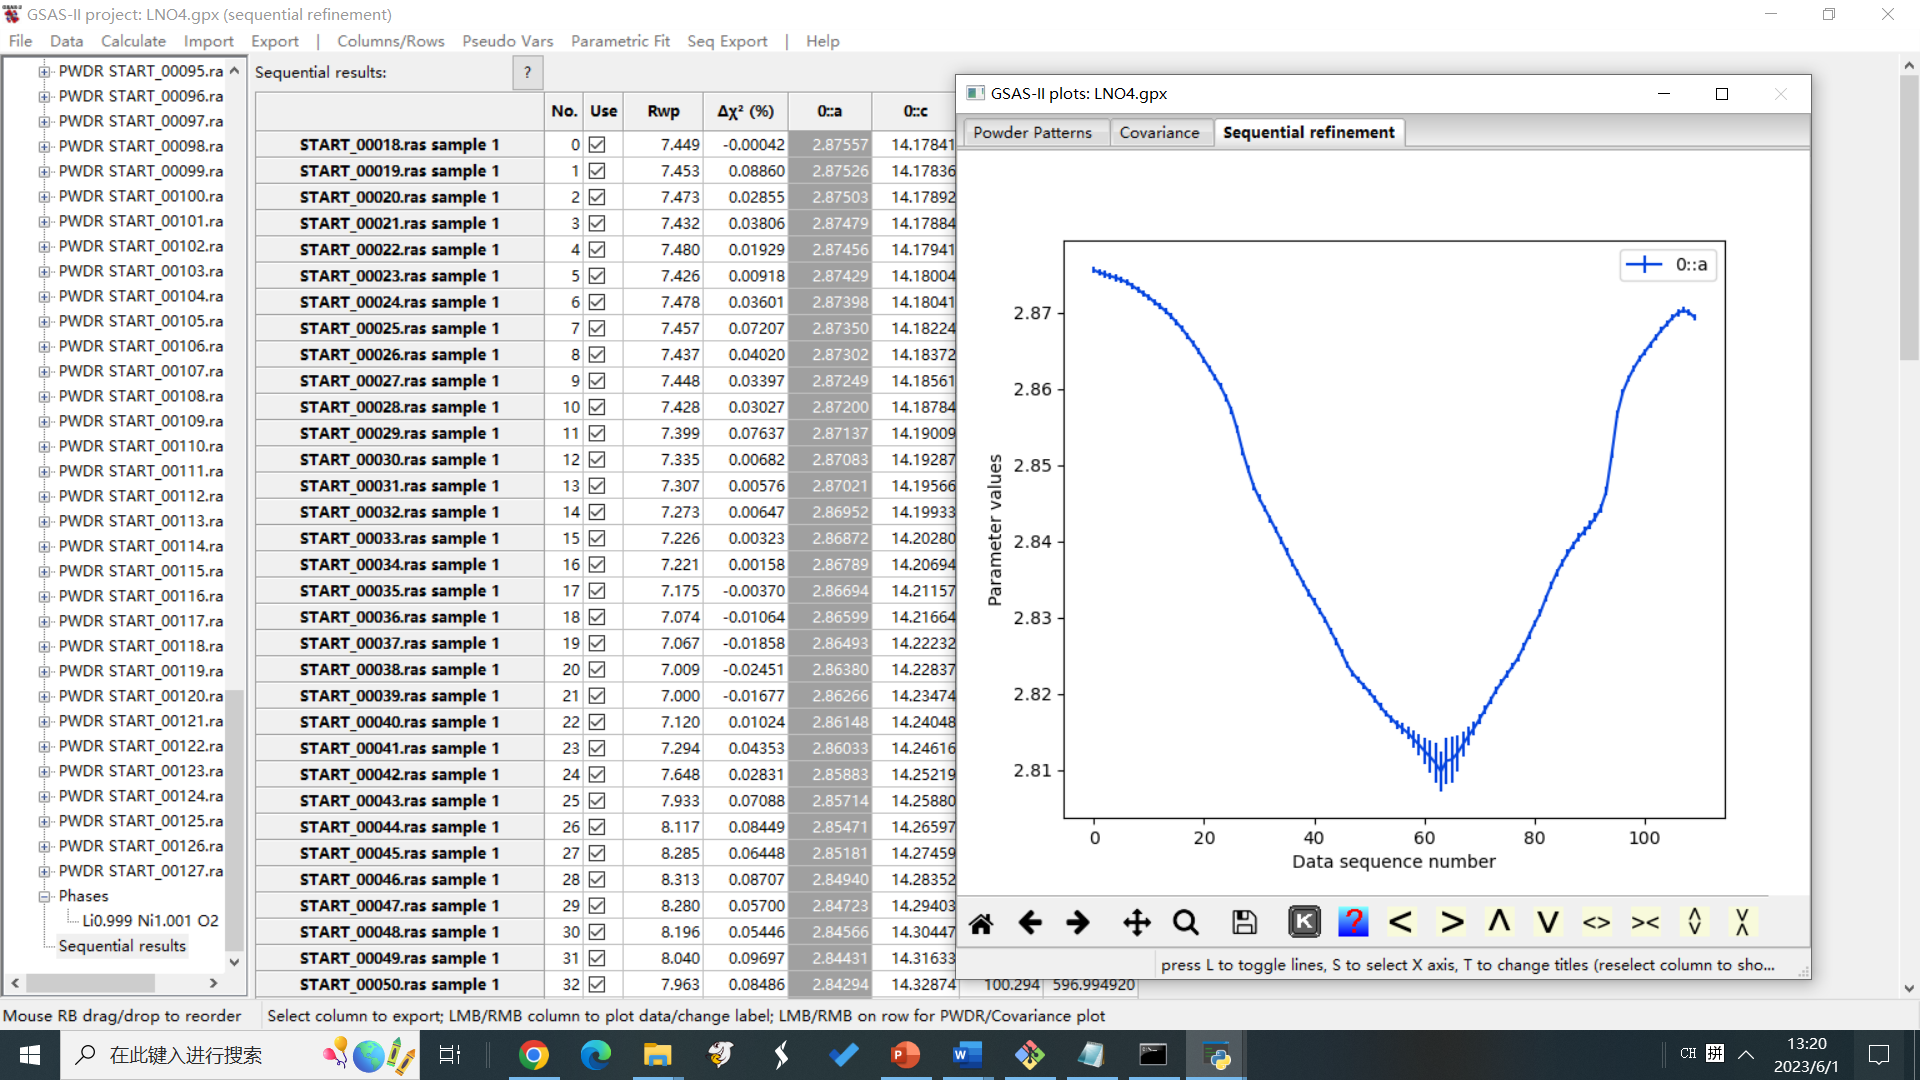 GSAS-II project: LNO4.gpx (sequential refinement)
File Data Calculate Import Export | Columns/Rows Pseudo Vars Parametric Fit Seq Export | Help
PWDR START_00095.ra
PWDR START_00096.ra
PWDR START_00097.ra
PWDR START_00098.ra
PWDR START_00099.ra
PWDR START_00100.ra
PWDR START_00101.ra
PWDR START_00102.ra
PWDR START_00103.ra
PWDR START_00104.ra
PWDR START_00105.ra
PWDR START_00106.ra
PWDR START_00107.ra
PWDR START_00108.ra
PWDR START_00109.ra
PWDR START_00110.ra
PWDR START_00111.ra
PWDR START_00112.ra
PWDR START_00113.ra
PWDR START_00114.ra
PWDR START_00115.ra
PWDR START_00116.ra
PWDR START_00117.ra
PWDR START_00118.ra
PWDR START_00119.ra
PWDR START_00120.ra
PWDR START_00121.ra
PWDR START_00122.ra
PWDR START_00123.ra
PWDR START_00124.ra
PWDR START_00125.ra
PWDR START_00126.ra
PWDR START_00127.ra
Phases
Li0.999 Ni1.001 O2
Sequential results
Sequential results: ?
No. Use Rwp Δχ² (%) 0::a 0::c
START_00018.ras sample 1 0 7.449 -0.00042 2.87557 14.17841
START_00019.ras sample 1 1 7.453 0.08860 2.87526 14.17836
START_00020.ras sample 1 2 7.473 0.02855 2.87503 14.17892
START_00021.ras sample 1 3 7.432 0.03806 2.87479 14.17884
START_00022.ras sample 1 4 7.480 0.01929 2.87456 14.17941
START_00023.ras sample 1 5 7.426 0.00918 2.87429 14.18004
START_00024.ras sample 1 6 7.478 0.03601 2.87398 14.18041
START_00025.ras sample 1 7 7.457 0.07207 2.87350 14.18224
START_00026.ras sample 1 8 7.437 0.04020 2.87302 14.18372
START_00027.ras sample 1 9 7.448 0.03397 2.87249 14.18561
START_00028.ras sample 1 10 7.428 0.03027 2.87200 14.18784
START_00029.ras sample 1 11 7.399 0.07637 2.87137 14.19009
START_00030.ras sample 1 12 7.335 0.00682 2.87083 14.19287
START_00031.ras sample 1 13 7.307 0.00576 2.87021 14.19566
START_00032.ras sample 1 14 7.273 0.00647 2.86952 14.19933
START_00033.ras sample 1 15 7.226 0.00323 2.86872 14.20280
START_00034.ras sample 1 16 7.221 0.00158 2.86789 14.20694
START_00035.ras sample 1 17 7.175 -0.00370 2.86694 14.21157
START_00036.ras sample 1 18 7.074 -0.01064 2.86599 14.21664
START_00037.ras sample 1 19 7.067 -0.01858 2.86493 14.22232
START_00038.ras sample 1 20 7.009 -0.02451 2.86380 14.22837
START_00039.ras sample 1 21 7.000 -0.01677 2.86266 14.23474
START_00040.ras sample 1 22 7.120 0.01024 2.86148 14.24048
START_00041.ras sample 1 23 7.294 0.04353 2.86033 14.24616
START_00042.ras sample 1 24 7.648 0.02831 2.85883 14.25219
START_00043.ras sample 1 25 7.933 0.07088 2.85714 14.25880
START_00044.ras sample 1 26 8.117 0.08449 2.85471 14.26597
START_00045.ras sample 1 27 8.285 0.06448 2.85181 14.27459
START_00046.ras sample 1 28 8.313 0.08707 2.84940 14.28352
START_00047.ras sample 1 29 8.280 0.05700 2.84723 14.29403
START_00048.ras sample 1 30 8.196 0.05446 2.84566 14.30447
START_00049.ras sample 1 31 8.040 0.09697 2.84431 14.31633
START_00050.ras sample 1 32 7.963 0.08486 2.84294 14.32874 100.294 596.994920
GSAS-II plots: LNO4.gpx
Powder Patterns Covariance Sequential refinement
0::a
2.87
2.86
2.85
2.84
2.83
2.82
2.81
Parameter values
0 20 40 60 80 100
Data sequence number
K ? < > Λ V <> ><
press L to toggle lines, S to select X axis, T to change titles (reselect column to sho...
Mouse RB drag/drop to reorder
Select column to export; LMB/RMB column to plot data/change label; LMB/RMB on row for PWDR/Covariance plot
在此键入进行搜索
CH 拼
13:20
2023/6/1